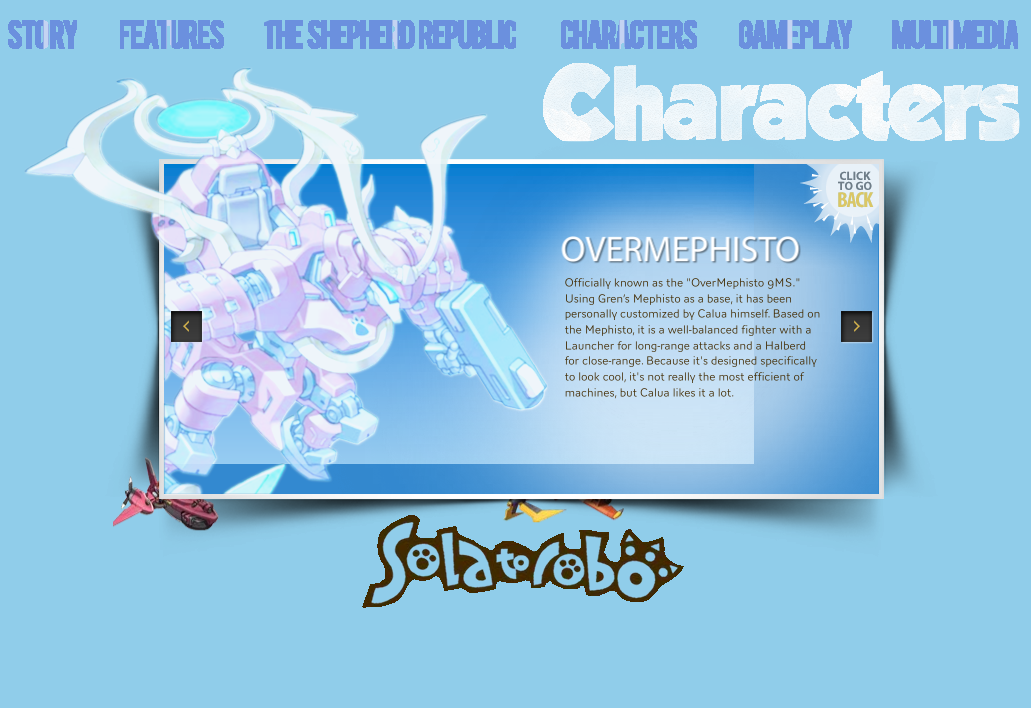 STORY FEATURES THE SHEPHERD REPUBLIC CHARACTERS GAMEPLAY MULTIMEDIA
Characters
CLICK
TO GO
BACK
OVERMEPHISTO
Officially known as the "OverMephisto 9MS."
Using Gren's Mephisto as a base, it has been
personally customized by Calua himself. Based on
the Mephisto, it is a well-balanced fighter with a
Launcher for long-range attacks and a Halberd
for close-range. Because it's designed specifically
to look cool, it's not really the most efficient of
machines, but Calua likes it a lot.
Solatorobo